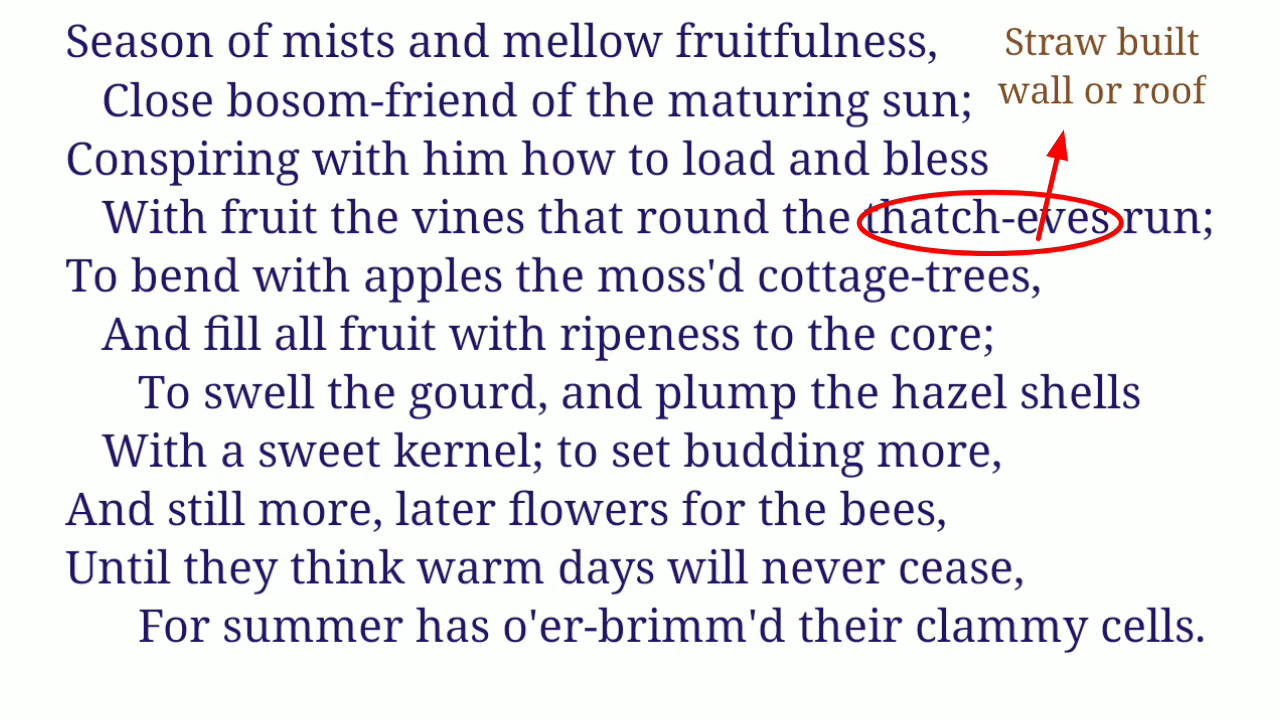 Season of mists and mellow fruitfulness,
Close bosom-friend of the maturing sun;
Conspiring with him how to load and bless
With fruit the vines that round the thatch-eves run;
To bend with apples the moss'd cottage-trees,
And fill all fruit with ripeness to the core;
To swell the gourd, and plump the hazel shells
With a sweet kernel; to set budding more,
And still more, later flowers for the bees,
Until they think warm days will never cease,
For summer has o'er-brimm'd their clammy cells.
Straw built
wall or roof